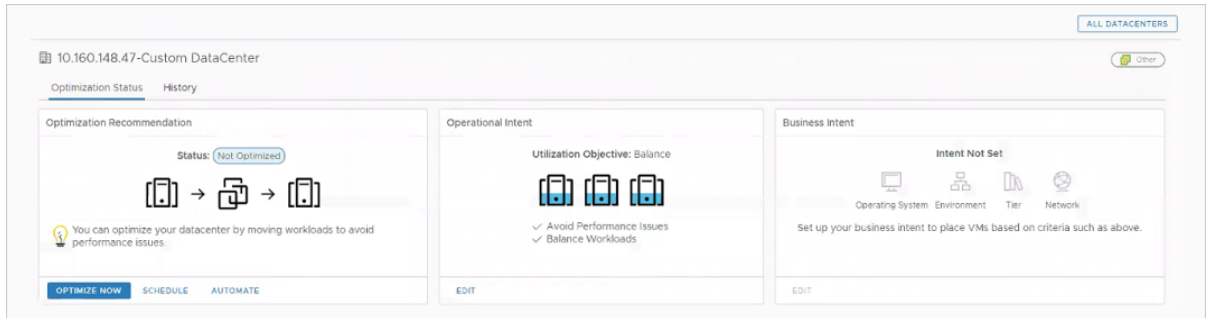 ALL DATACENTERS
10.160.148.47-Custom DataCenter
Other
Optimization Status
History
Optimization Recommendation
Status: Not Optimized
You can optimize your datacenter by moving workloads to avoid
performance issues.
OPTIMIZE NOW
SCHEDULE
AUTOMATE
Operational Intent
Utilization Objective: Balance
Avoid Performance Issues
Balance Workloads
EDIT
Business Intent
Intent Not Set
Operating System Environment Tier Network
Set up your business intent to place VMs based on criteria such as above.
EDIT